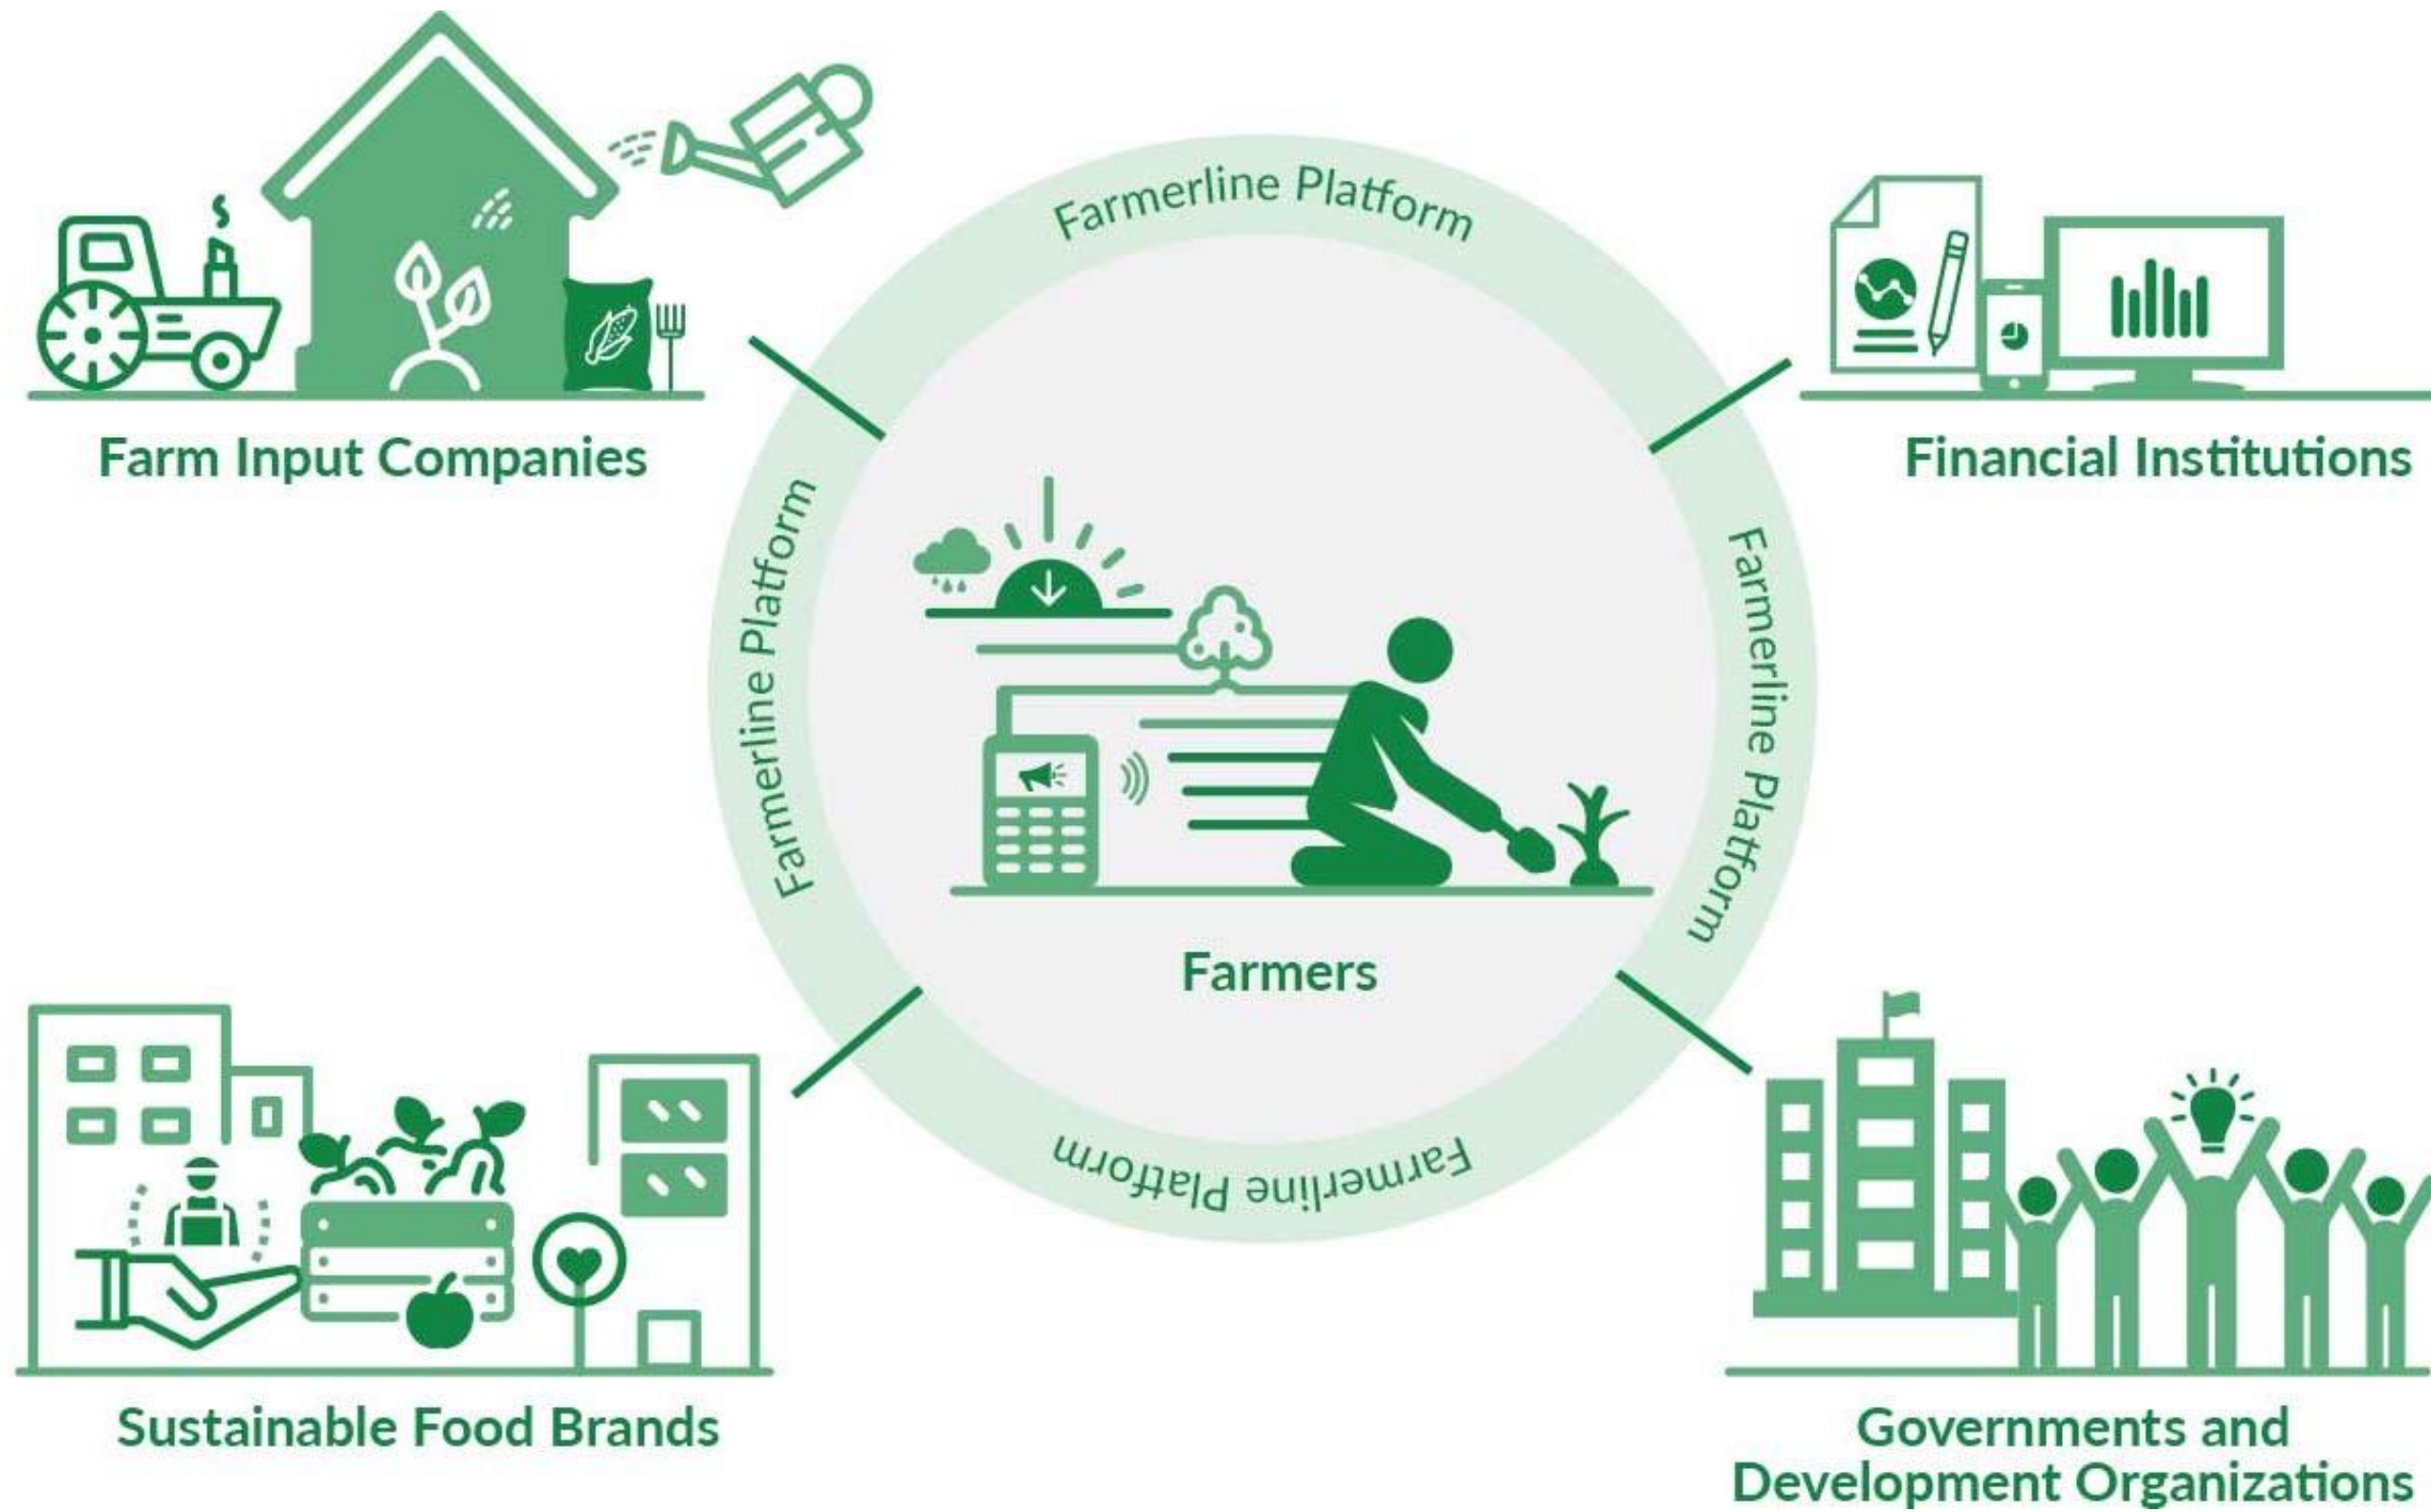 Farmerline Platform
Farm Input Companies
Financial Institutions
Farmerline Platform
Farmerline Platform
Farmers
Farmerline Platform
Sustainable Food Brands
Governments and
Development Organizations